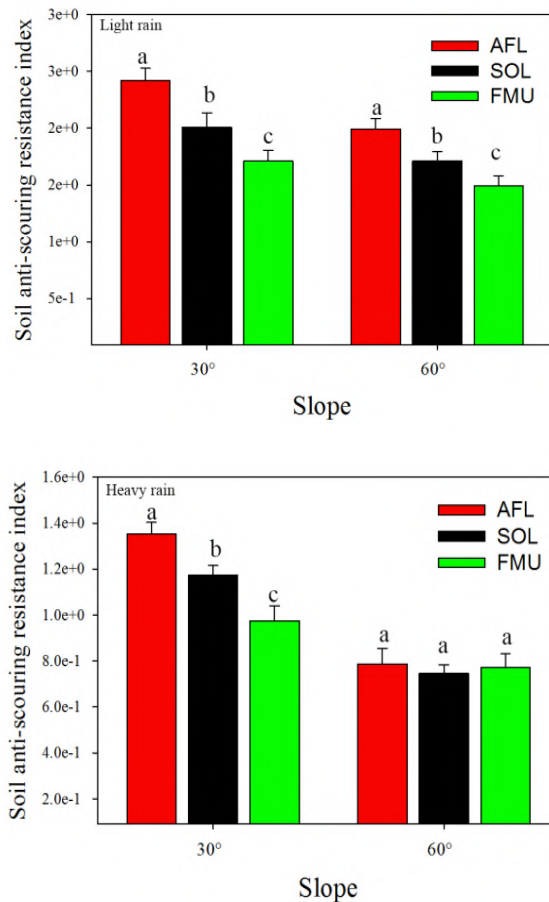 3e+0
Light rain
AFL
SOL
FMU
3e+0
2e+0
2e+0
1e+0
5e-1
a
b
c
a
b
c
Soil anti-scouring resistance index
30°
60°
Slope
1.6e+0
Heavy rain
AFL
SOL
FMU
1.4e+0
1.2e+0
1.0e+0
8.0e-1
6.0e-1
4.0e-1
2.0e-1
a
b
c
a
a
a
Soil anti-scouring resistance index
30°
60°
Slope